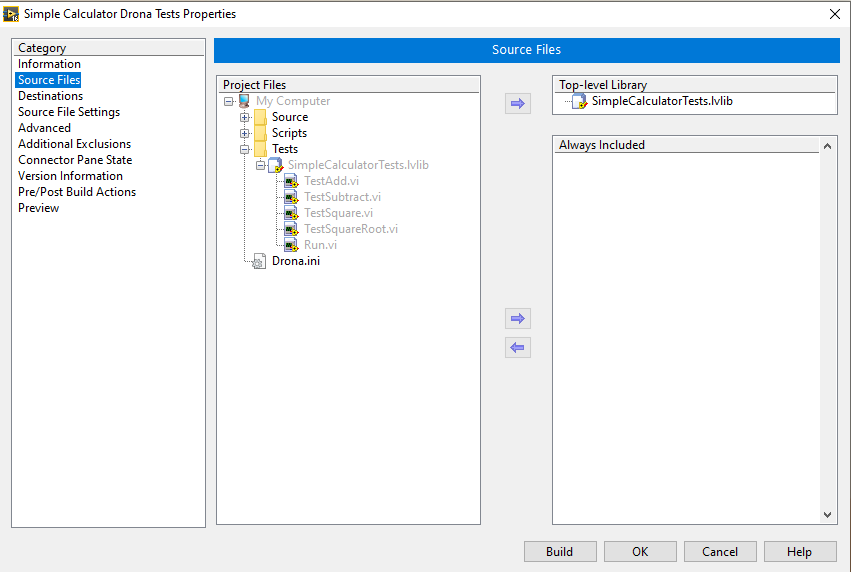 Simple Calculator Drona Tests Properties
Category
Information
Source Files
Destinations
Source File Settings
Advanced
Additional Exclusions
Connector Pane State
Version Information
Pre/Post Build Actions
Preview
Source Files
Project Files
My Computer
Source
Scripts
Tests
SimpleCalculatorTests.lvlib
TestAdd.vi
TestSubtract.vi
TestSquare.vi
TestSquareRoot.vi
Run.vi
Drona.ini
Top-level Library
SimpleCalculatorTests.lvlib
Always Included
Build
OK
Cancel
Help